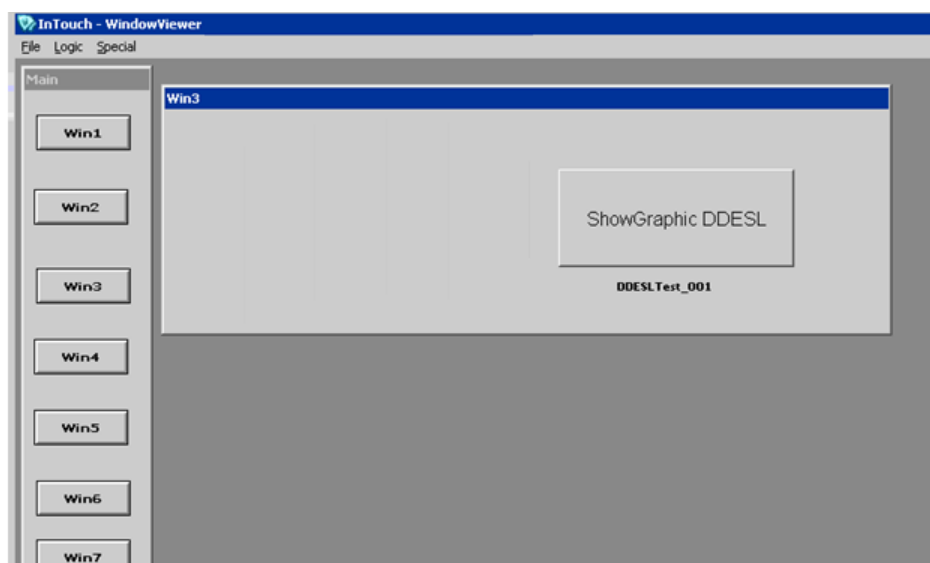 InTouch - WindowViewer
File Logic Special
Main
Win1
Win2
Win3
Win4
Win5
Win6
Win7
Win3
ShowGraphic DDESL
DDESLTest_001